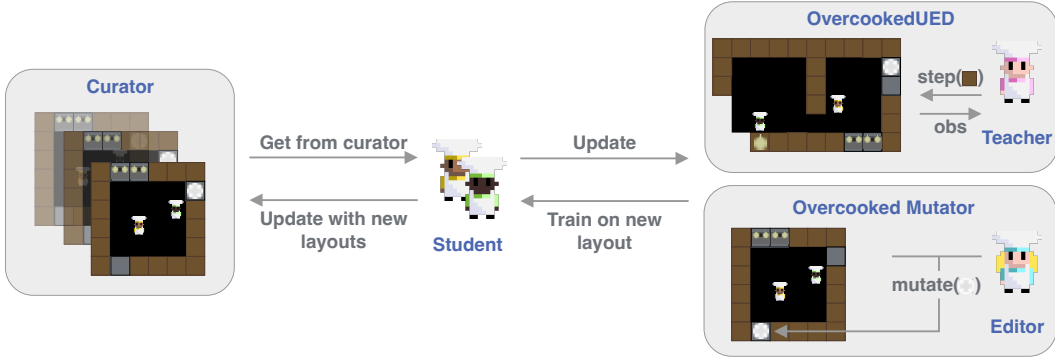 Curator
Get from curator
Update with new
layouts
Student
Update
Train on new
layout
OvercookedUED
step( )
obs
Teacher
Overcooked Mutator
mutate( )
Editor